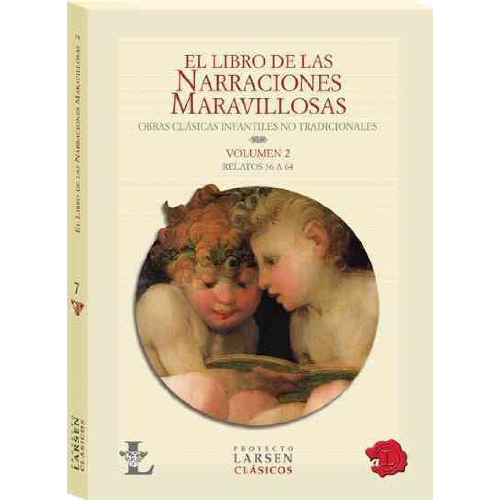 EL LIBRO DE LAS
NARRACIONES
MARAVILLOSAS
OBRAS CLÁSICAS INFANTILES NO TRADICIONALES
VOLUMEN 2
RELATOS 36 A 64
PROYECTO
LARSEN
CLÁSICOS
L
EL LIBRO DE LAS NARRACIONES MARAVILLOSAS 2
7
PROYECTO
LARSEN
CLÁSICOS